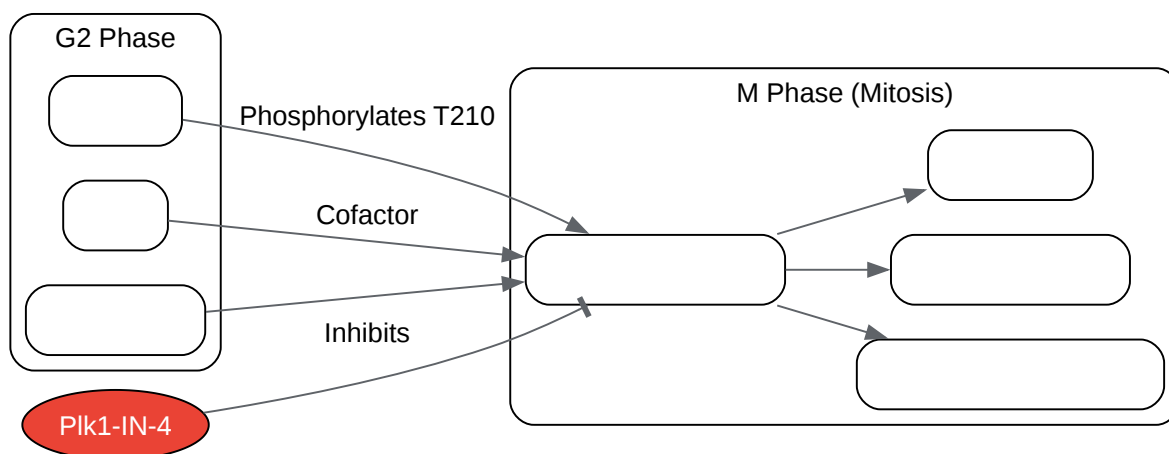 G2 Phase
M Phase (Mitosis)
Phosphorylates T210
Cofactor
Inhibits
Plk1-IN-4